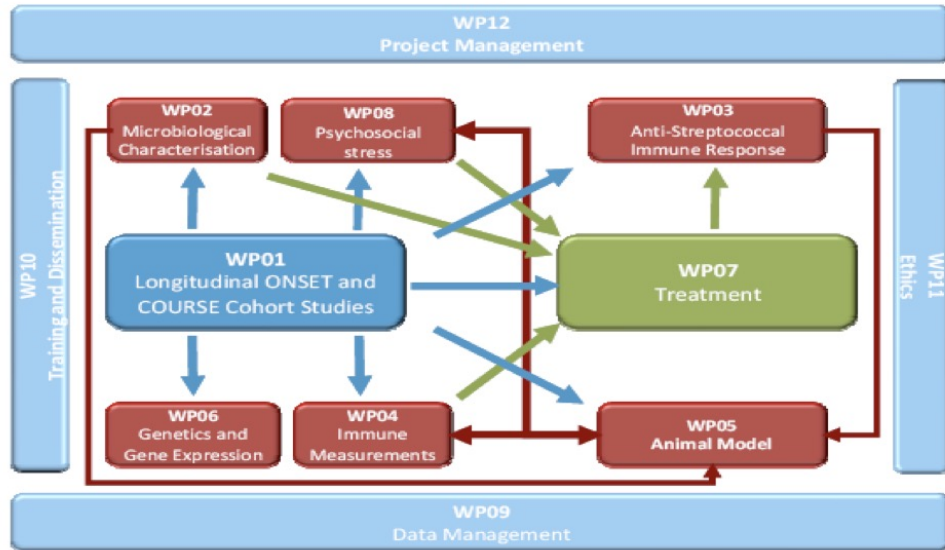 WP12
Project Management
WP10
Training and Dissemination
WP02
Microbiological
Characterisation
WP08
Psychosocial
stress
WP03
Anti-Streptococcal
Immune Response
WP01
Longitudinal ONSET and
COURSE Cohort Studies
WP07
Treatment
WP06
Genetics and
Gene Expression
WP04
Immune
Measurements
WP05
Animal Model
WP11
Ethics
WP09
Data Management